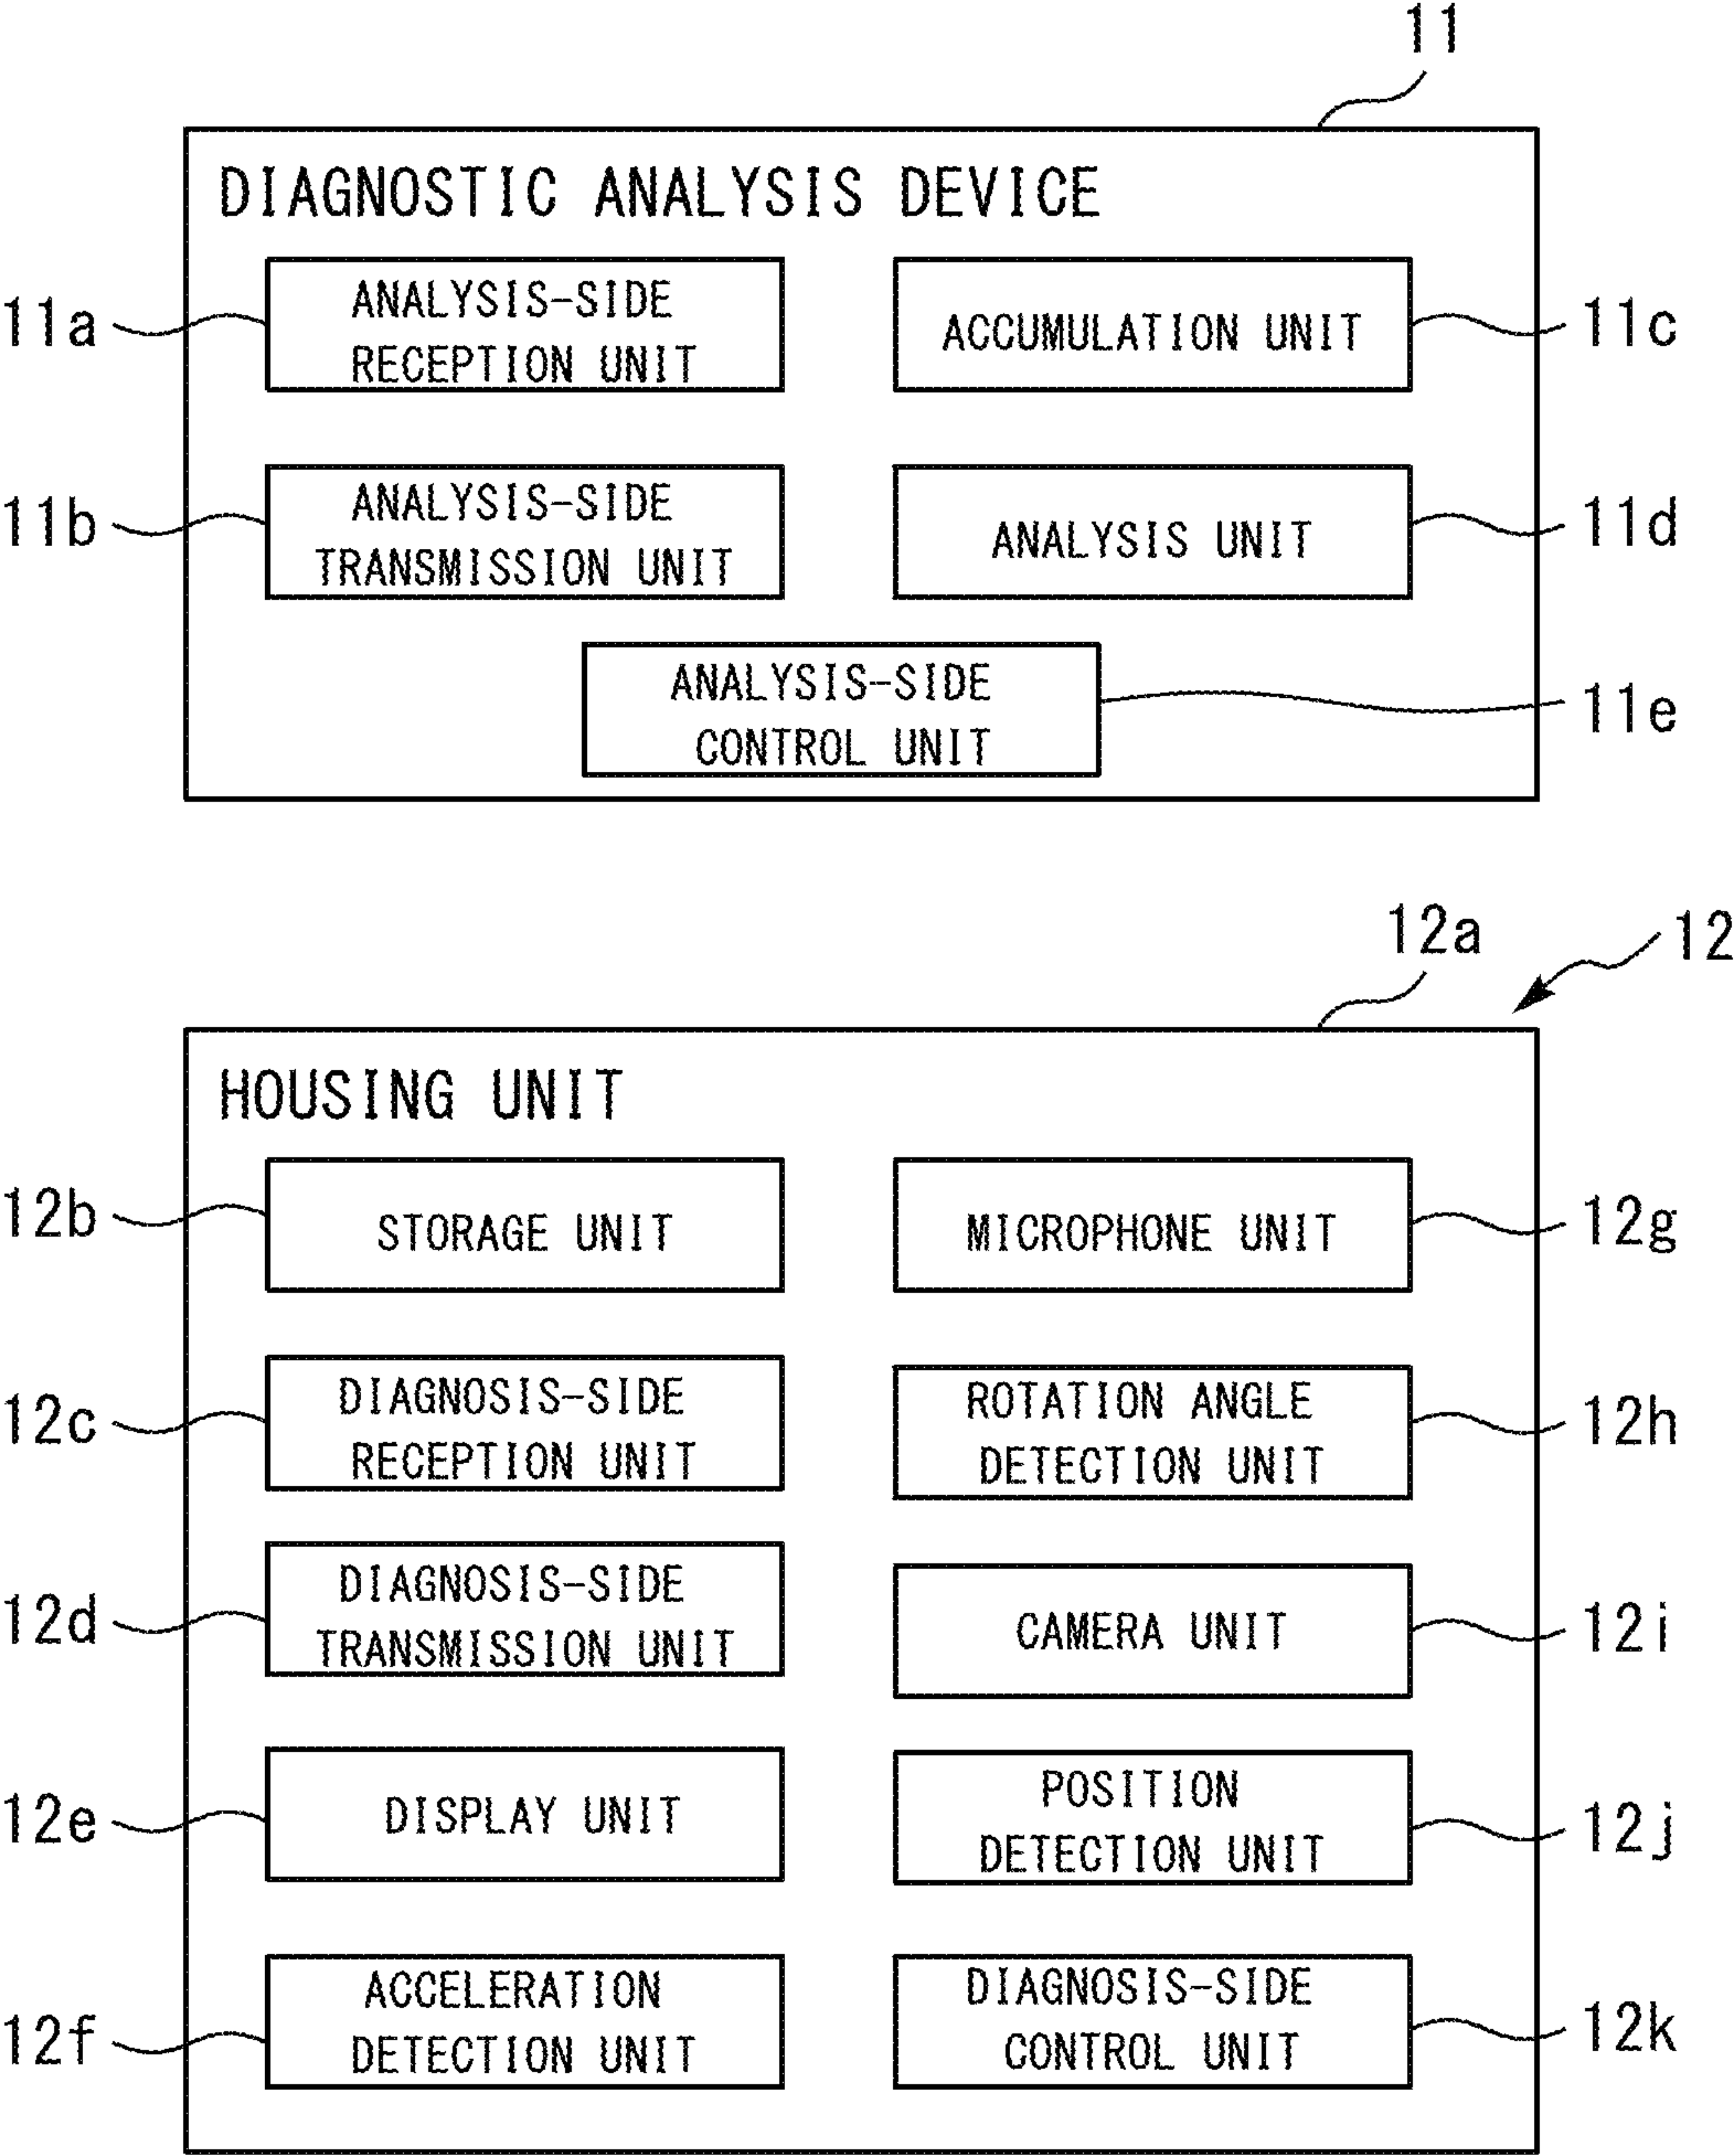 11
DIAGNOSTIC ANALYSIS DEVICE
11a
ANALYSIS-SIDE
RECEPTION UNIT
ACCUMULATION UNIT
11c
11b
ANALYSIS-SIDE
TRANSMISSION UNIT
ANALYSIS UNIT
11d
ANALYSIS-SIDE
CONTROL UNIT
11e
12a
12
HOUSING UNIT
12b
STORAGE UNIT
MICROPHONE UNIT
12g
12c
DIAGNOSIS-SIDE
RECEPTION UNIT
ROTATION ANGLE
DETECTION UNIT
12h
12d
DIAGNOSIS-SIDE
TRANSMISSION UNIT
CAMERA UNIT
12i
12e
DISPLAY UNIT
POSITION
DETECTION UNIT
12j
12f
ACCELERATION
DETECTION UNIT
DIAGNOSIS-SIDE
CONTROL UNIT
12k